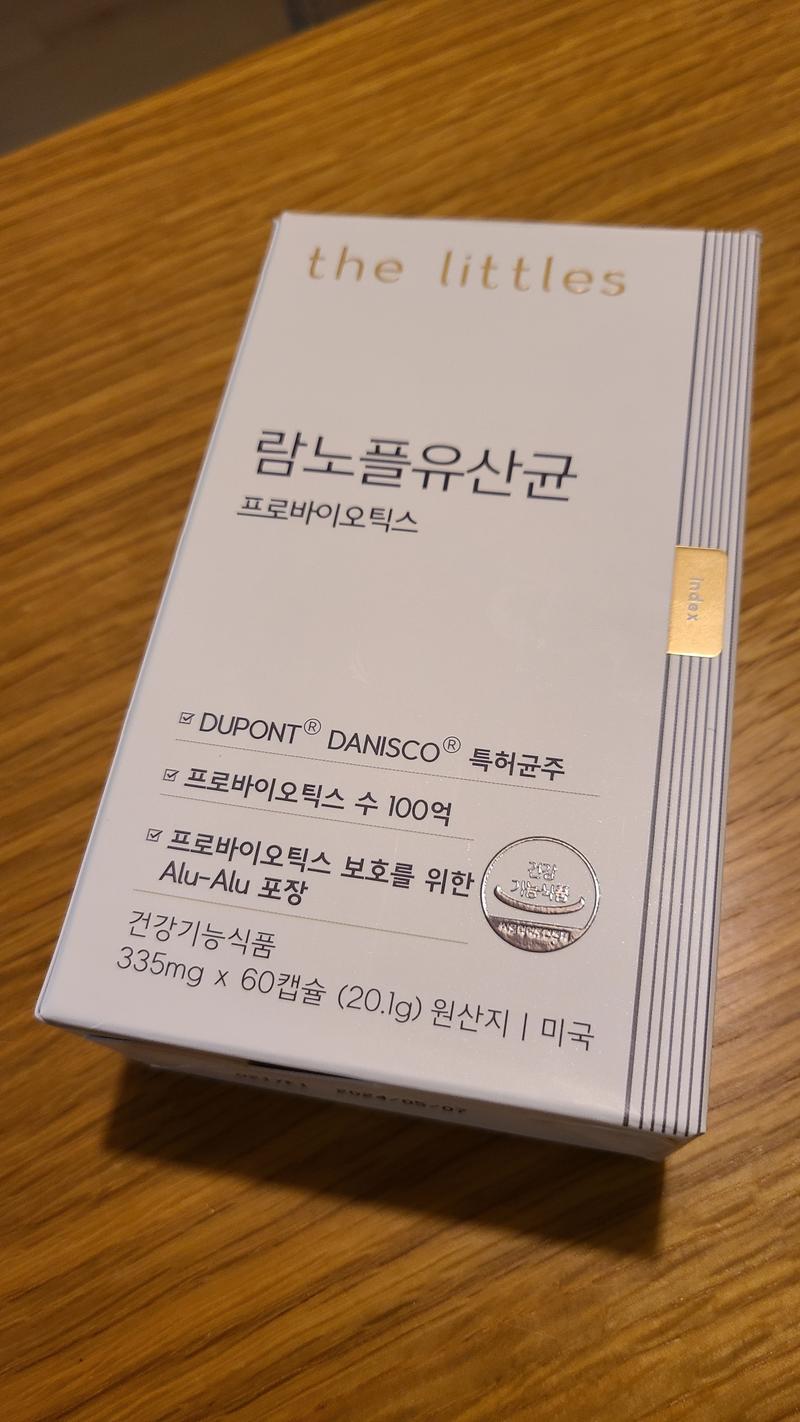 the littles
람노플유산균
프로바이오틱스
index
DUPONT® DANISCO® 특허균주
프로바이오틱스 수 100억
프로바이오틱스 보호를 위한
Alu-Alu 포장
건강
기능식품
건강기능식품
335mg x 60캡슐 (20.1g) 원산지 | 미국
2024/05/07